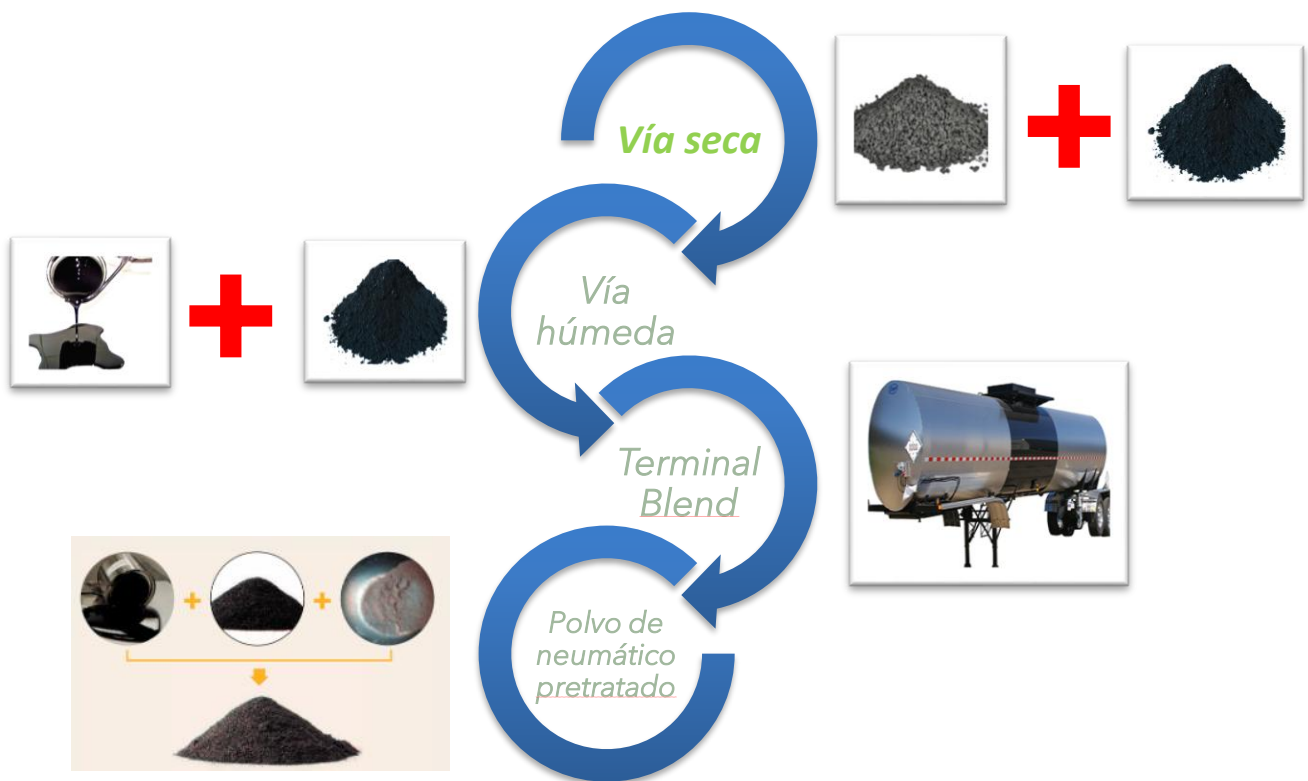 Vía seca
Vía
húmeda
Terminal
Blend
Polvo de
neumático
pretratado